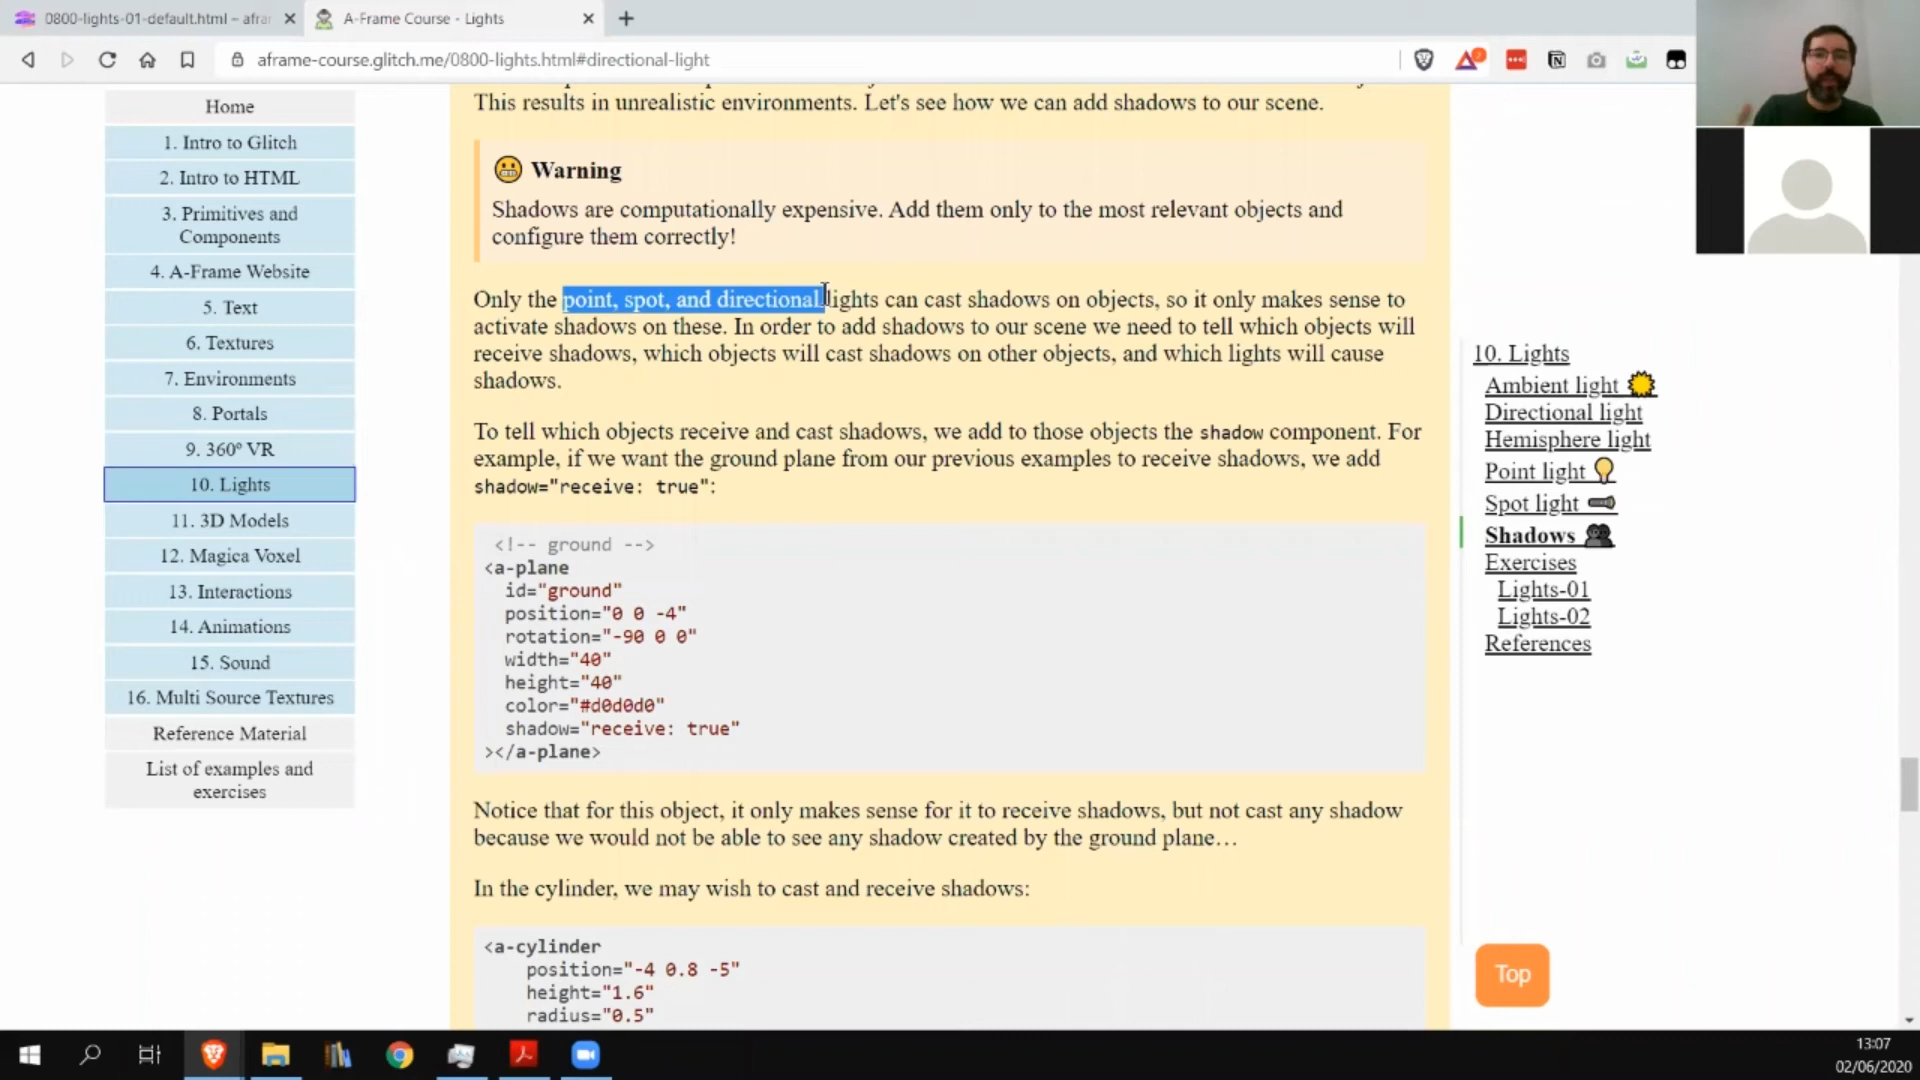 0800-lights-01-default.html – afrar
A-Frame Course - Lights
aframe-course.glitch.me/0800-lights.html#directional-light
Home
1. Intro to Glitch
2. Intro to HTML
3. Primitives and
Components
4. A-Frame Website
5. Text
6. Textures
7. Environments
8. Portals
9. 360º VR
10. Lights
11. 3D Models
12. Magica Voxel
13. Interactions
14. Animations
15. Sound
16. Multi Source Textures
Reference Material
List of examples and
exercises
This results in unrealistic environments. Let's see how we can add shadows to our scene.
Warning
Shadows are computationally expensive. Add them only to the most relevant objects and
configure them correctly!
Only the point, spot, and directional lights can cast shadows on objects, so it only makes sense to
activate shadows on these. In order to add shadows to our scene we need to tell which objects will
receive shadows, which objects will cast shadows on other objects, and which lights will cause
shadows.
To tell which objects receive and cast shadows, we add to those objects the shadow component. For
example, if we want the ground plane from our previous examples to receive shadows, we add
shadow="receive: true":
<!-- ground -->
<a-plane
id="ground"
position="0 0 -4"
rotation="-90 0 0"
width="40"
height="40"
color="#d0d0d0"
shadow="receive: true"
></a-plane>
Notice that for this object, it only makes sense for it to receive shadows, but not cast any shadow
because we would not be able to see any shadow created by the ground plane…
In the cylinder, we may wish to cast and receive shadows:
<a-cylinder
position="-4 0.8 -5"
height="1.6"
radius="0.5"
10. Lights
Ambient light
Directional light
Hemisphere light
Point light
Spot light
Shadows
Exercises
Lights-01
Lights-02
References
Top
13:07
02/06/2020